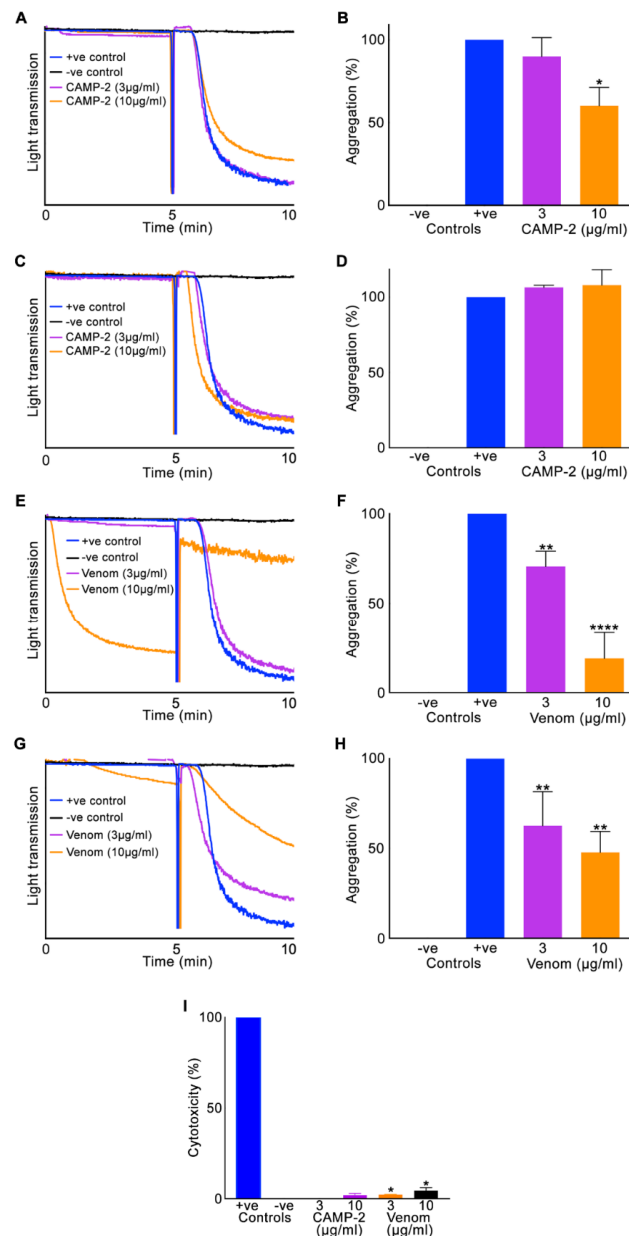 A
Light transmission
+ve control
-ve control
CAMP-2 (3µg/ml)
CAMP-2 (10µg/ml)
0 5 10
Time (min)
B
Aggregation (%)
100
50
0
*
-ve +ve 3 10
Controls CAMP-2 (µg/ml)
C
Light transmission
+ve control
-ve control
CAMP-2 (3µg/ml)
CAMP-2 (10µg/ml)
0 5 10
Time (min)
D
Aggregation (%)
100
50
0
-ve +ve 3 10
Controls CAMP-2 (µg/ml)
E
Light transmission
+ve control
-ve control
Venom (3µg/ml)
Venom (10µg/ml)
0 5 10
Time (min)
F
Aggregation (%)
100
50
0
**
****
-ve +ve 3 10
Controls Venom (µg/ml)
G
Light transmission
+ve control
-ve control
Venom (3µg/ml)
Venom (10µg/ml)
0 5 10
Time (min)
H
Aggregation (%)
100
50
0
**
**
-ve +ve 3 10
Controls Venom (µg/ml)
I
Cytotoxicity (%)
100
50
0
*
*
+ve -ve 3 10 3 10
Controls CAMP-2 Venom
(µg/ml) (µg/ml)